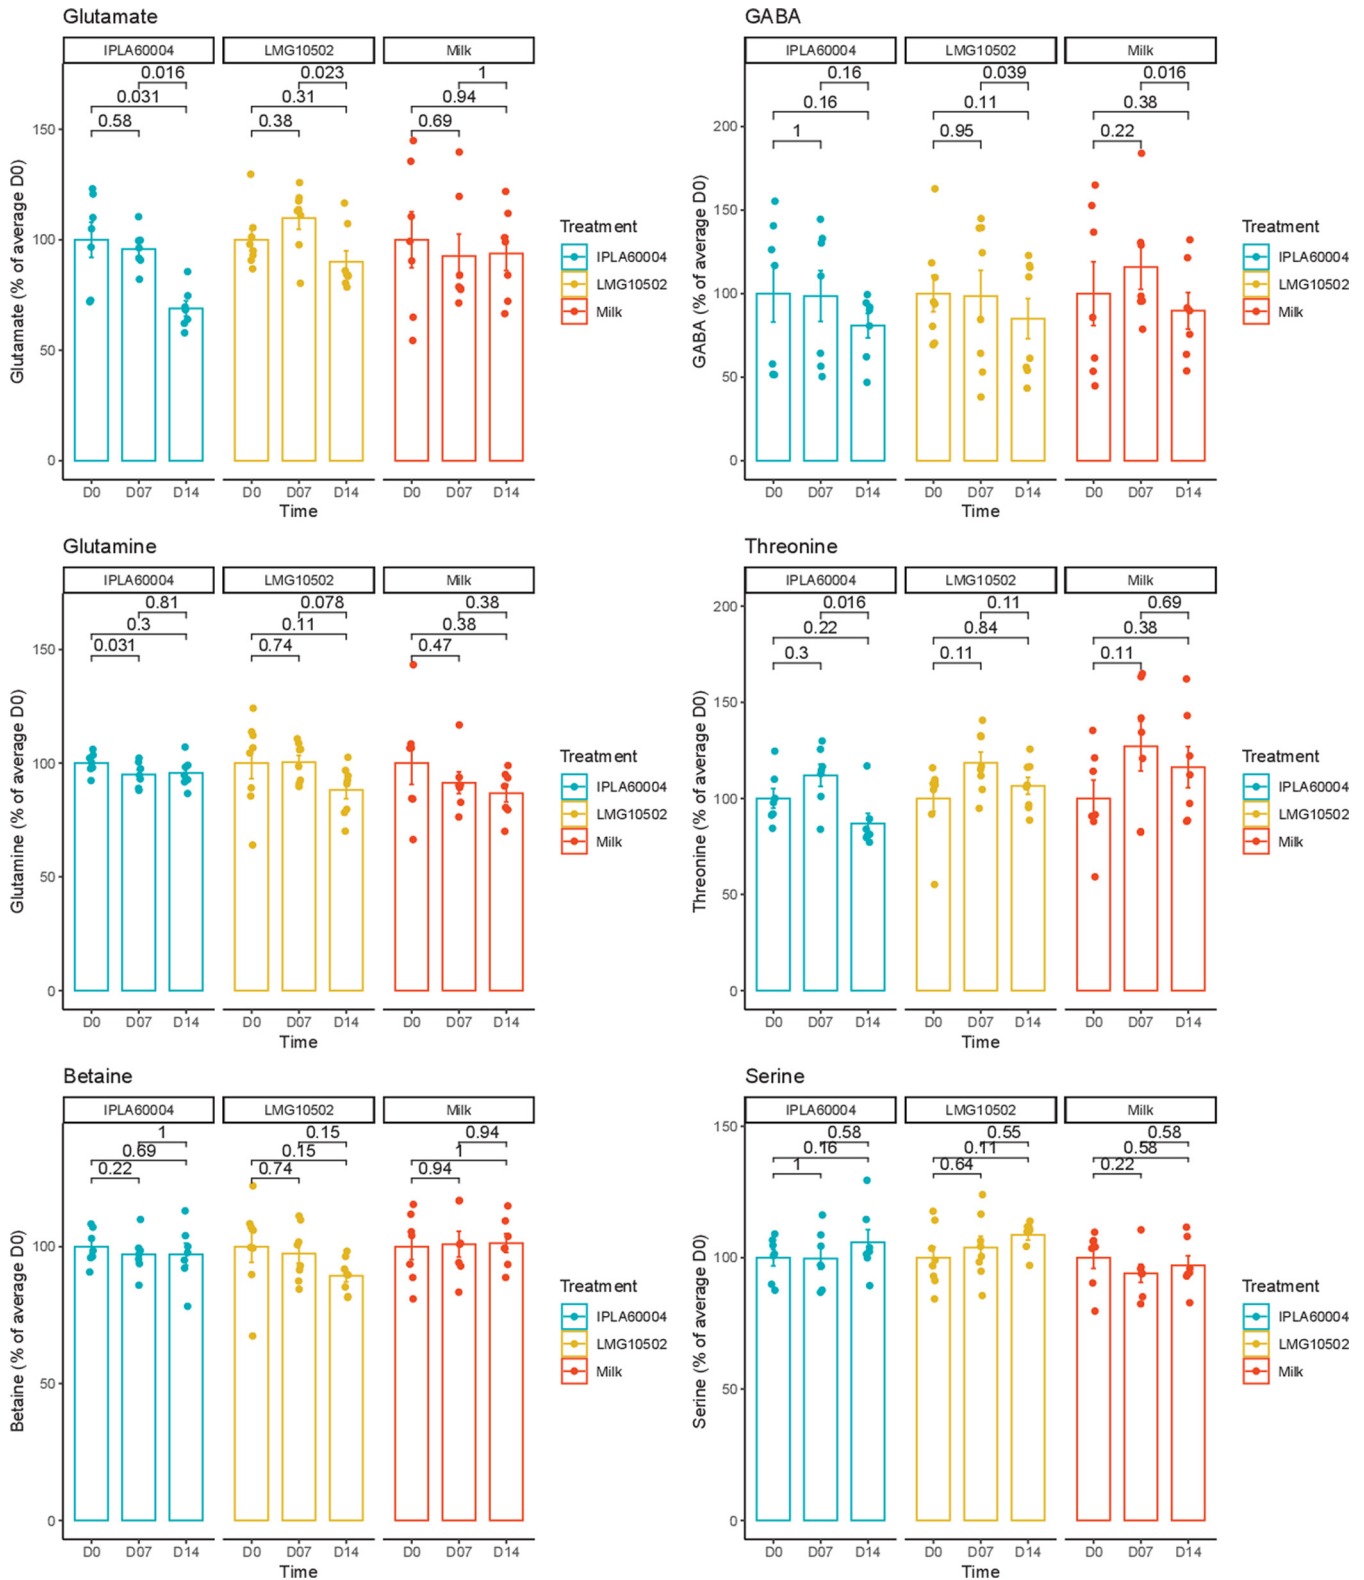 Glutamate
IPLA60004 LMG10502 Milk
0.016 0.023 1
0.031 0.31 0.94
0.58 0.38 0.69
150
100
50
0
Glutamate (% of average D0)
D0 D07 D14 D0 D07 D14 D0 D07 D14
Time
Treatment
IPLA60004
LMG10502
Milk
GABA
IPLA60004 LMG10502 Milk
0.16 0.039 0.016
0.16 0.11 0.38
1 0.95 0.22
200
150
100
50
0
GABA (% of average D0)
D0 D07 D14 D0 D07 D14 D0 D07 D14
Time
Treatment
IPLA60004
LMG10502
Milk
Glutamine
IPLA60004 LMG10502 Milk
0.81 0.078 0.38
0.3 0.11 0.38
0.031 0.74 0.47
150
100
50
0
Glutamine (% of average D0)
D0 D07 D14 D0 D07 D14 D0 D07 D14
Time
Treatment
IPLA60004
LMG10502
Milk
Threonine
IPLA60004 LMG10502 Milk
0.016 0.11 0.69
0.22 0.84 0.38
0.3 0.11 0.11
200
150
100
50
0
Threonine (% of average D0)
D0 D07 D14 D0 D07 D14 D0 D07 D14
Time
Treatment
IPLA60004
LMG10502
Milk
Betaine
IPLA60004 LMG10502 Milk
1 0.15 0.94
0.69 0.15 1
0.22 0.74 0.94
100
50
0
Betaine (% of average D0)
D0 D07 D14 D0 D07 D14 D0 D07 D14
Time
Treatment
IPLA60004
LMG10502
Milk
Serine
IPLA60004 LMG10502 Milk
0.58 0.55 0.58
0.16 0.11 0.58
1 0.64 0.22
150
100
50
0
Serine (% of average D0)
D0 D07 D14 D0 D07 D14 D0 D07 D14
Time
Treatment
IPLA60004
LMG10502
Milk